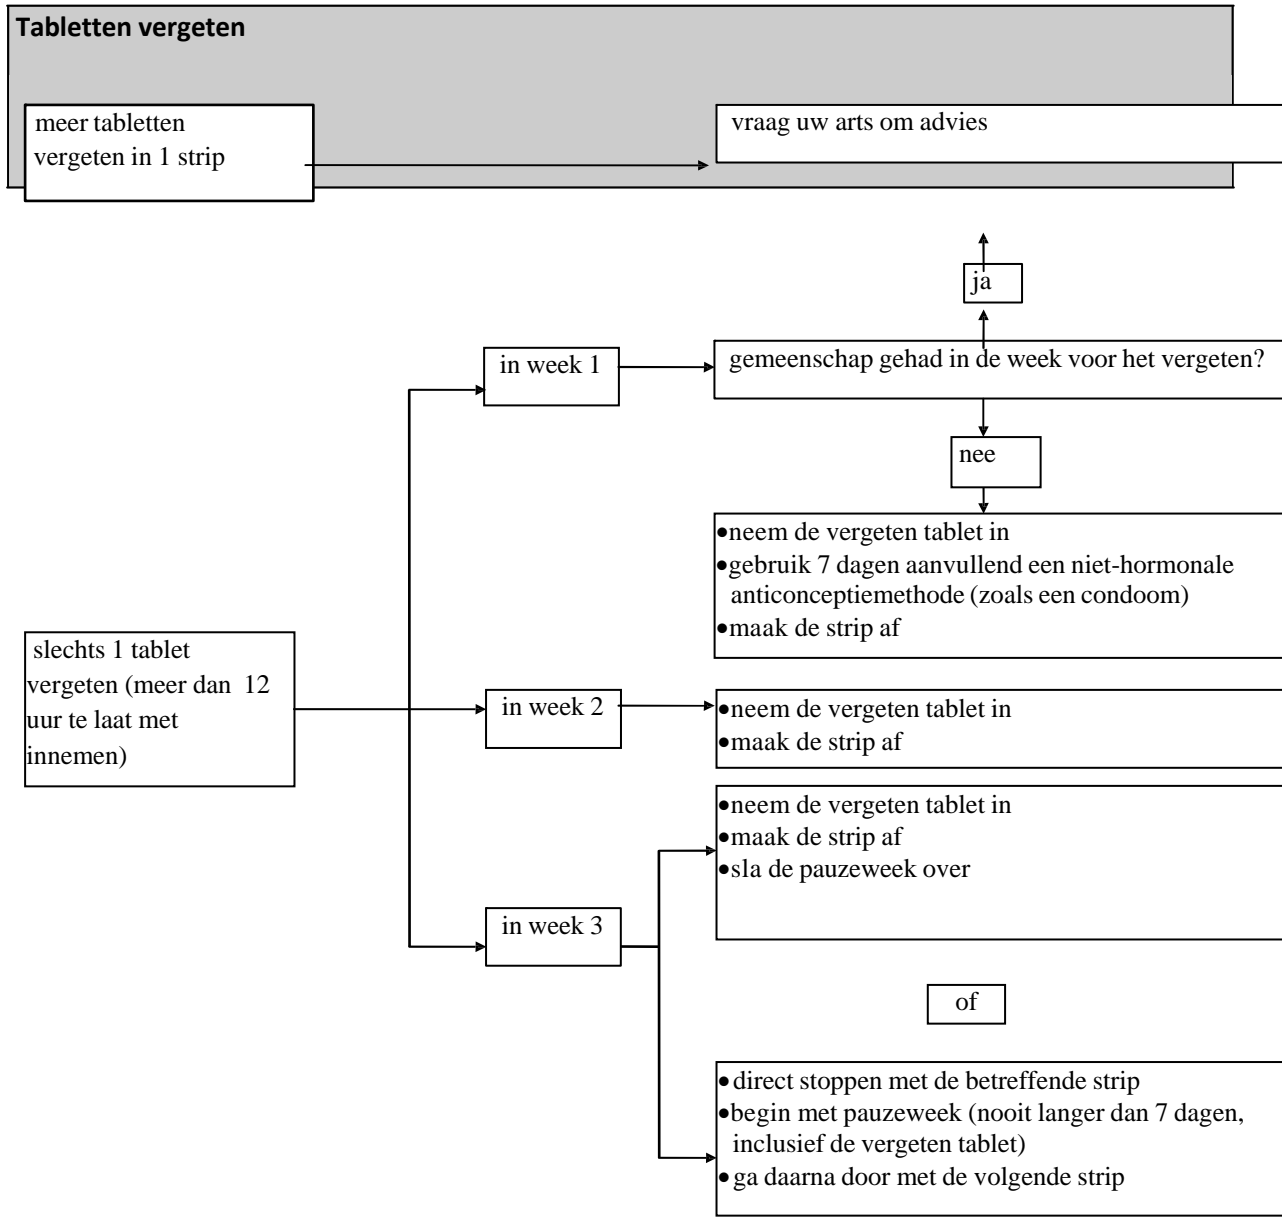 Tabletten vergeten
meer tabletten
vergeten in 1 strip
vraag uw arts om advies
ja
in week 1
gemeenschap gehad in de week voor het vergeten?
nee
•neem de vergeten tablet in
•gebruik 7 dagen aanvullend een niet-hormonale
anticonceptiemethode (zoals een condoom)
•maak de strip af
slechts 1 tablet
vergeten (meer dan 12
uur te laat met
innemen)
in week 2
•neem de vergeten tablet in
•maak de strip af
•neem de vergeten tablet in
•maak de strip af
•sla de pauzeweek over
in week 3
of
•direct stoppen met de betreffende strip
•begin met pauzeweek (nooit langer dan 7 dagen,
inclusief de vergeten tablet)
•ga daarna door met de volgende strip